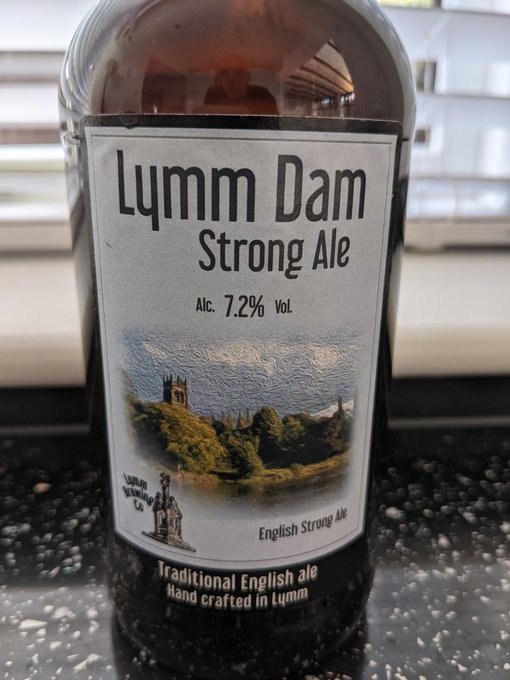 Lymm Dam
Strong Ale
Alc. 7.2% Vol.
Lymm
Brewing
Co
English Strong Ale
Traditional English ale
Hand crafted in Lymm